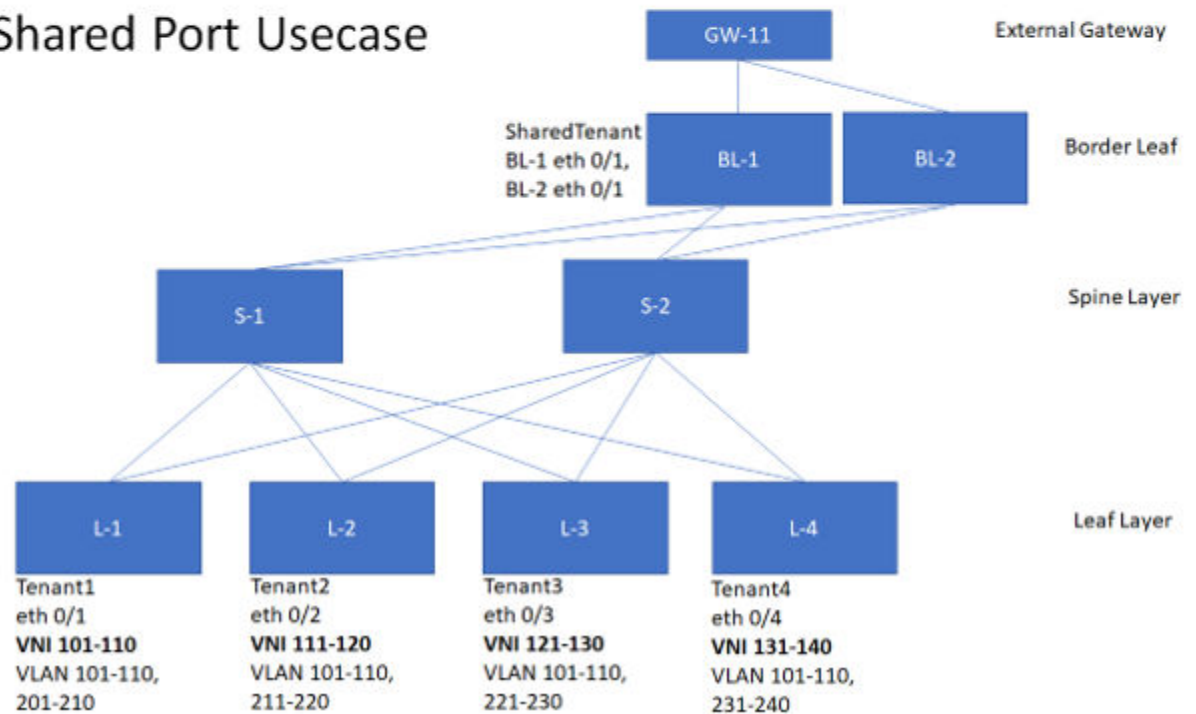 Shared Port Usecase
GW-11
External Gateway
SharedTenant
BL-1 eth 0/1,
BL-2 eth 0/1
BL-1
BL-2
Border Leaf
S-1
S-2
Spine Layer
L-1
L-2
L-3
L-4
Leaf Layer
Tenant1
eth 0/1
VNI 101-110
VLAN 101-110,
201-210
Tenant2
eth 0/2
VNI 111-120
VLAN 101-110,
211-220
Tenant3
eth 0/3
VNI 121-130
VLAN 101-110,
221-230
Tenant4
eth 0/4
VNI 131-140
VLAN 101-110,
231-240